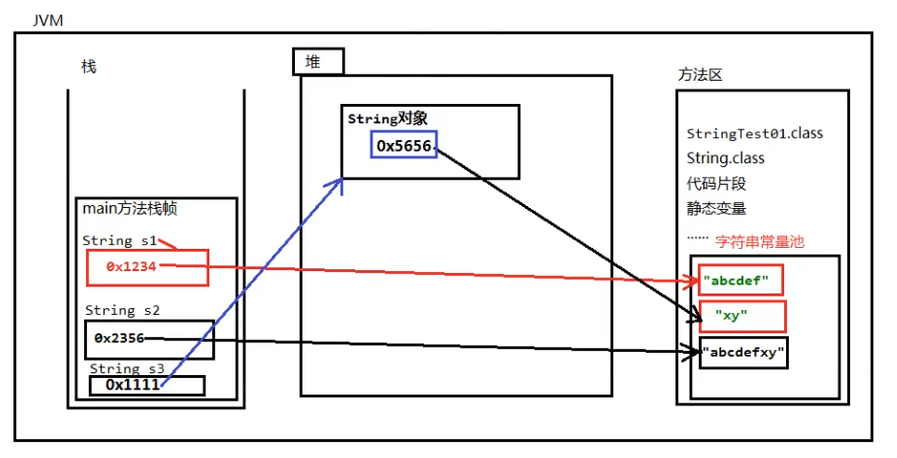 JVM
栈
main方法栈帧
String s1
0x1234
String s2
0x2356
String s3
0x1111
堆
String对象
0x5656
方法区
StringTest01.class
String.class
代码片段
静态变量
...... 字符串常量池
"abcdef"
"xy"
"abcdefxy"